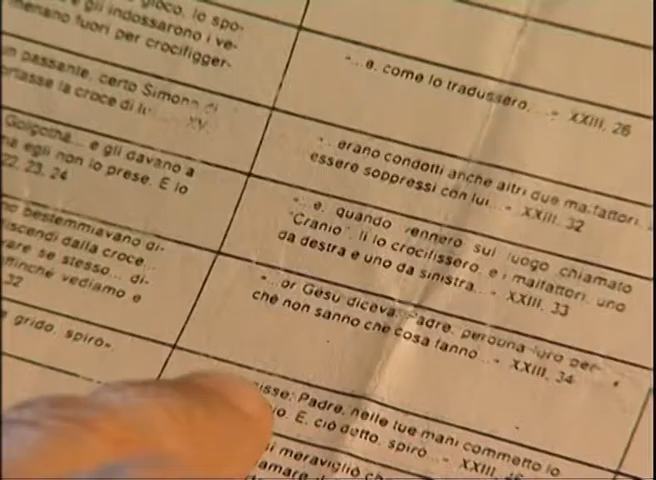 gioco, lo spo-
e gli indossarono i ve-
menano fuori per crocifigger-
un passante, certo Simone di
portasse la croce di
XV,
Golgotha... e gli davano a
ma egli non lo prese. E lo
22, 23, 24
bestemmiavano di-
discendi dalla croce...
se stesso... di-
affinché vediamo e
32
grido, spirò».
«... e, come lo tradussero, ...» XXIII, 26
«... erano condotti anche altri due malfattori
essere soppressi con lui...» XXIII, 32
«... e, quando vennero sul luogo chiamato
"Cranio", lì lo crocifissero, e i malfattori, uno
da destra e uno da sinistra...» XXIII, 33
«...or Gesù diceva: Padre, perdona loro per-
ché non sanno che cosa fanno...» XXIII, 34
disse: Padre, nelle tue mani commetto lo
E, ciò detto, spirò...» XXIII,
si meravigliò che